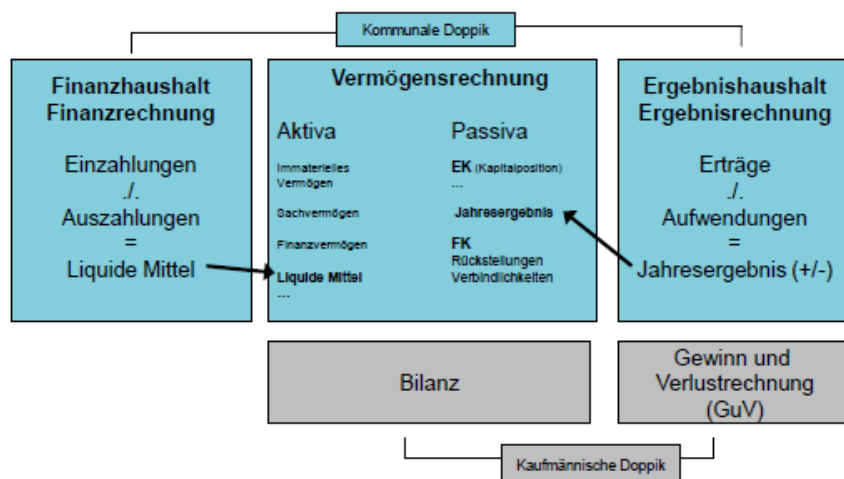 Kommunale Doppik
Finanzhaushalt
Finanzrechnung
Einzahlungen
./.
Auszahlungen
=
Liquide Mittel
Vermögensrechnung
Aktiva
Immaterielles
Vermögen
Sachvermögen
Finanzvermögen
Liquide Mittel
...
Passiva
EK (Kapitalposition)
...
Jahresergebnis
FK
Rückstellungen
Verbindlichkeiten
Ergebnishaushalt
Ergebnisrechnung
Erträge
./.
Aufwendungen
=
Jahresergebnis (+/-)
Bilanz
Gewinn und
Verlustrechnung
(GuV)
Kaufmännische Doppik